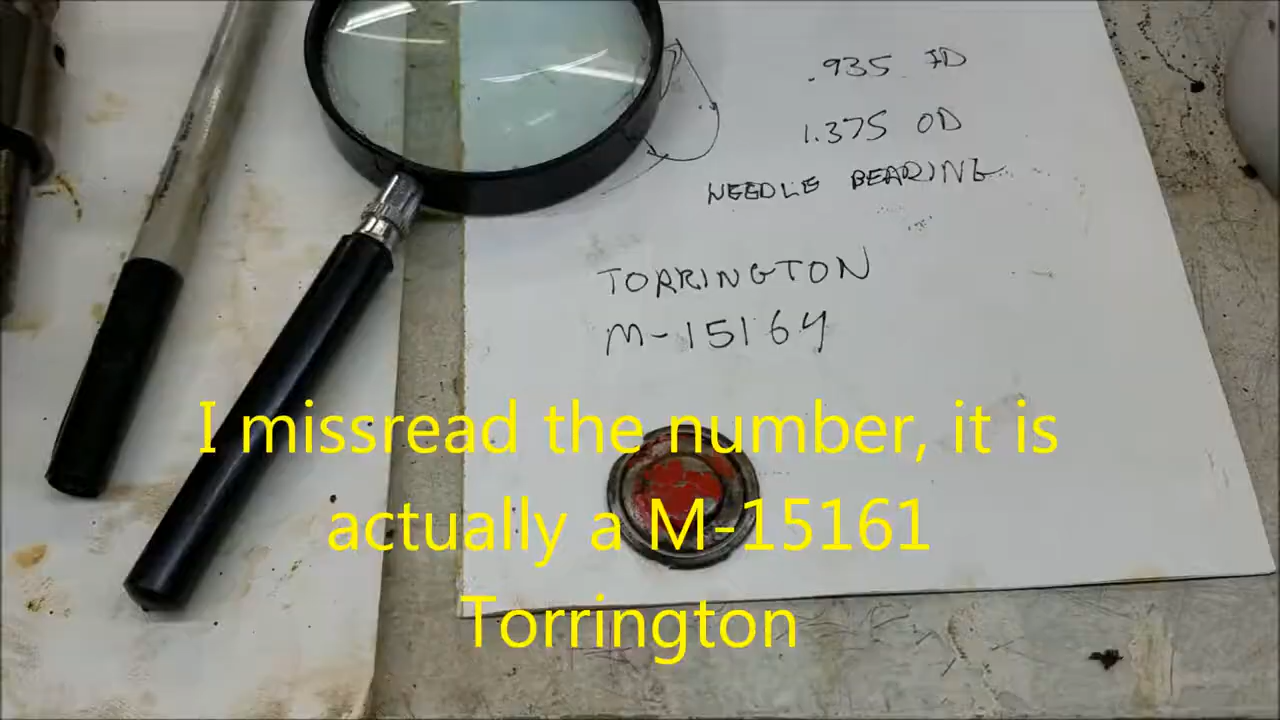 .935 ID
1.375 OD
NEEDLE BEARING
TORRINGTON
M-15164
I missread the number, it is
actually a M-15161
Torrington